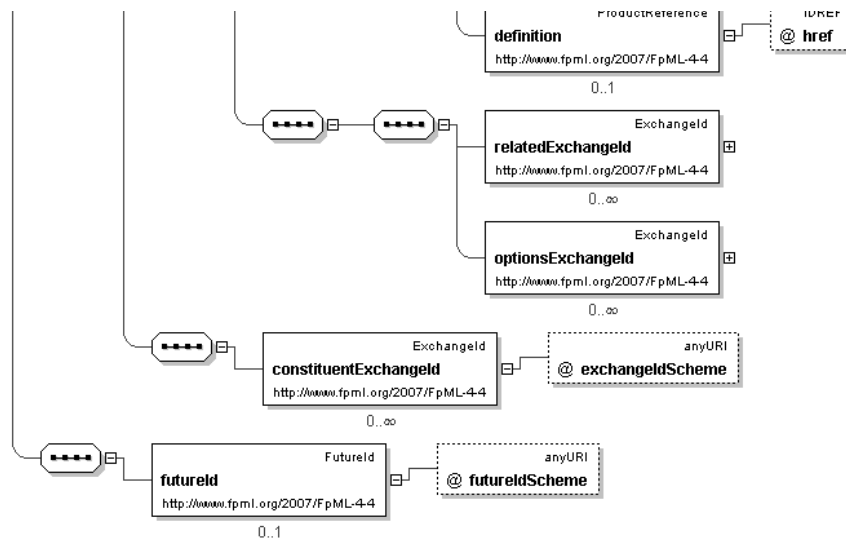 ProductReference
definition
http://www.fpml.org/2007/FpML-4-4
0..1
IDREF
@ href
ExchangeId
relatedExchangeId
http://www.fpml.org/2007/FpML-4-4
0..∞
ExchangeId
optionsExchangeId
http://www.fpml.org/2007/FpML-4-4
0..∞
ExchangeId
constituentExchangeId
http://www.fpml.org/2007/FpML-4-4
0..∞
anyURI
@ exchangeIdScheme
FutureId
futureId
http://www.fpml.org/2007/FpML-4-4
0..1
anyURI
@ futureIdScheme